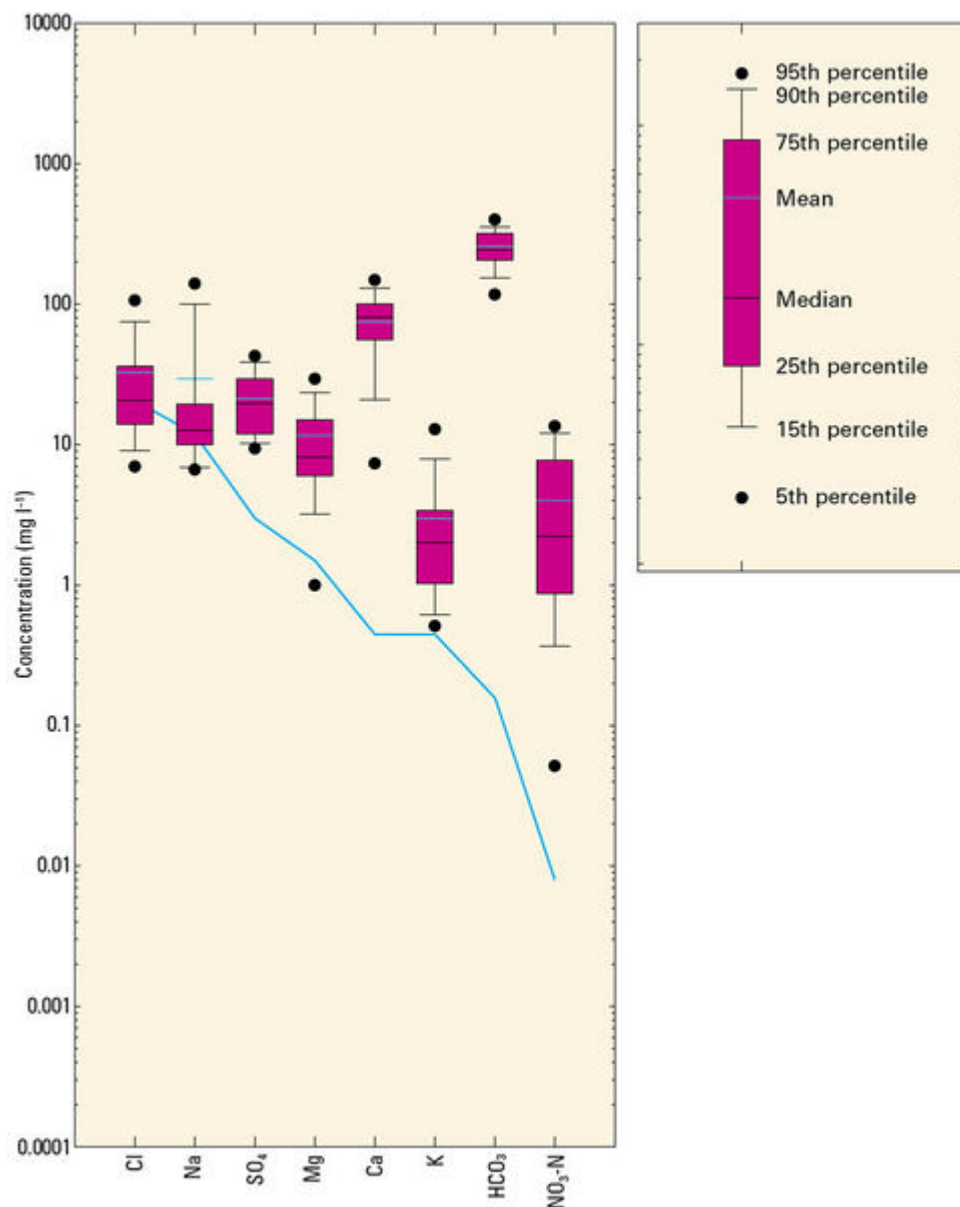 10000
1000
100
10
1
0.1
0.01
0.001
0.0001
Concentration (mg l⁻¹)
Cl
Na
SO₄
Mg
Ca
K
HCO₃
NO₃-N
95th percentile
90th percentile
75th percentile
Mean
Median
25th percentile
15th percentile
5th percentile